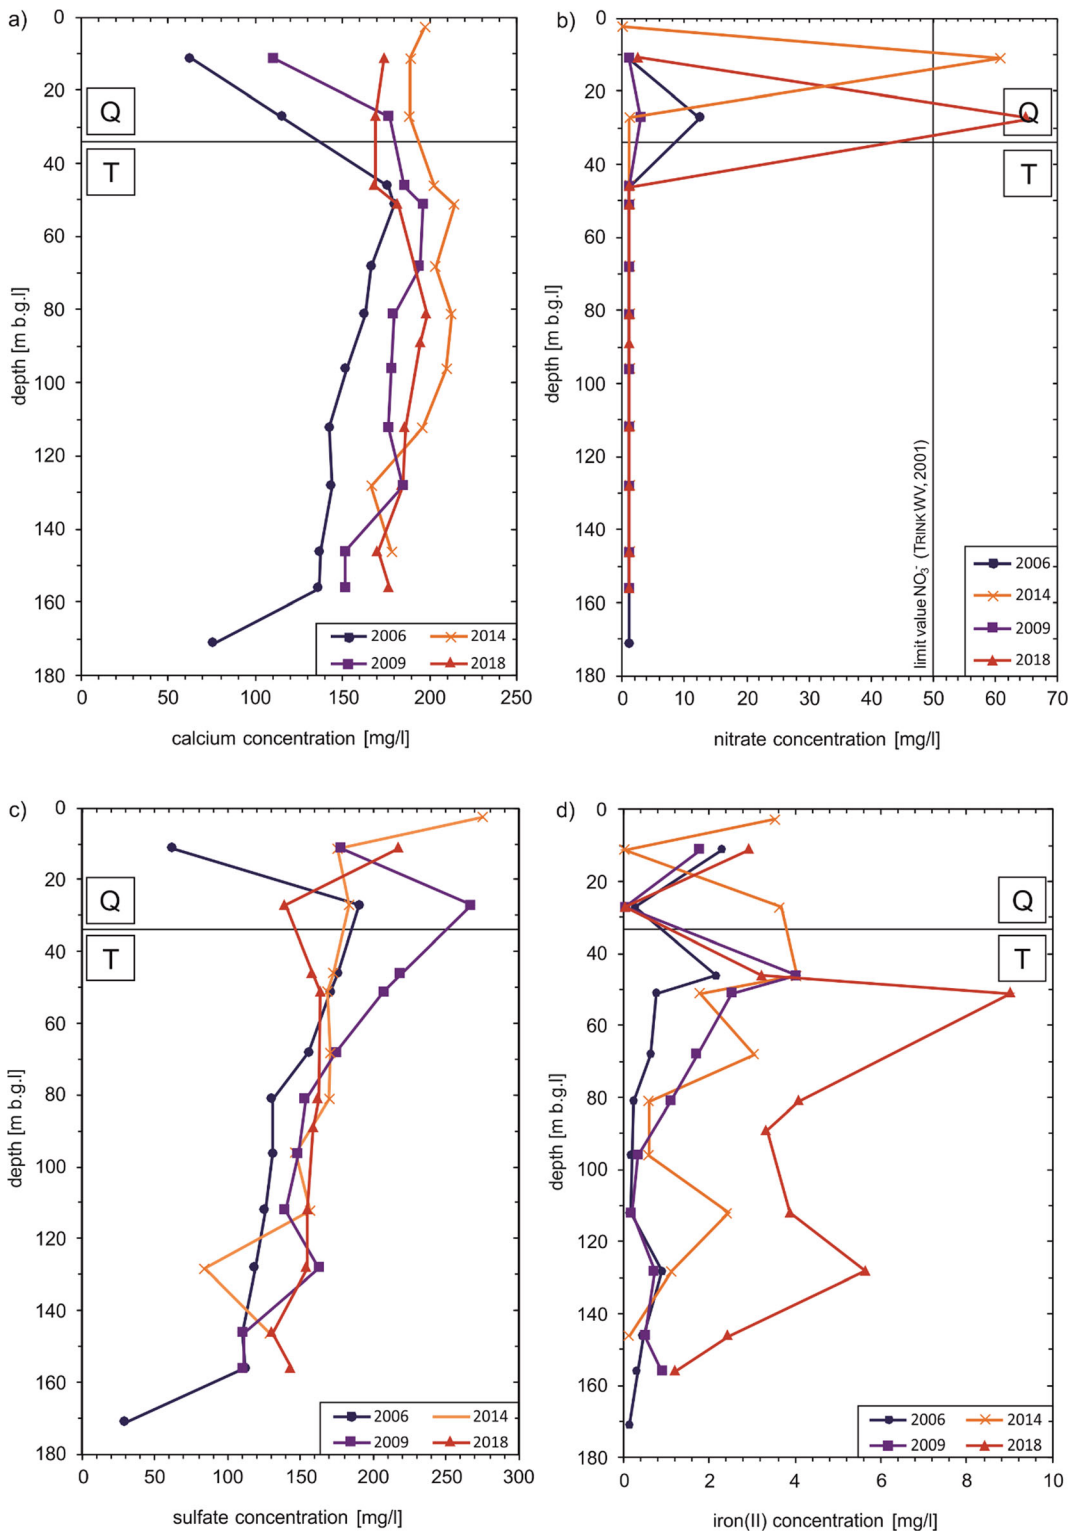 a)
0
20
40
60
80
100
120
140
160
180
depth [m b.g.l]
Q
T
2006
2014
2009
2018
0 50 100 150 200 250
calcium concentration [mg/l]
b)
0
20
40
60
80
100
120
140
160
180
depth [m b.g.l]
Q
T
limit value NO3- (TRINKWV, 2001)
2006
2014
2009
2018
0 10 20 30 40 50 60 70
nitrate concentration [mg/l]
c)
0
20
40
60
80
100
120
140
160
180
depth [m b.g.l]
Q
T
2006
2014
2009
2018
0 50 100 150 200 250 300
sulfate concentration [mg/l]
d)
0
20
40
60
80
100
120
140
160
180
depth [m b.g.l]
Q
T
2006
2014
2009
2018
0 2 4 6 8 10
iron(II) concentration [mg/l]